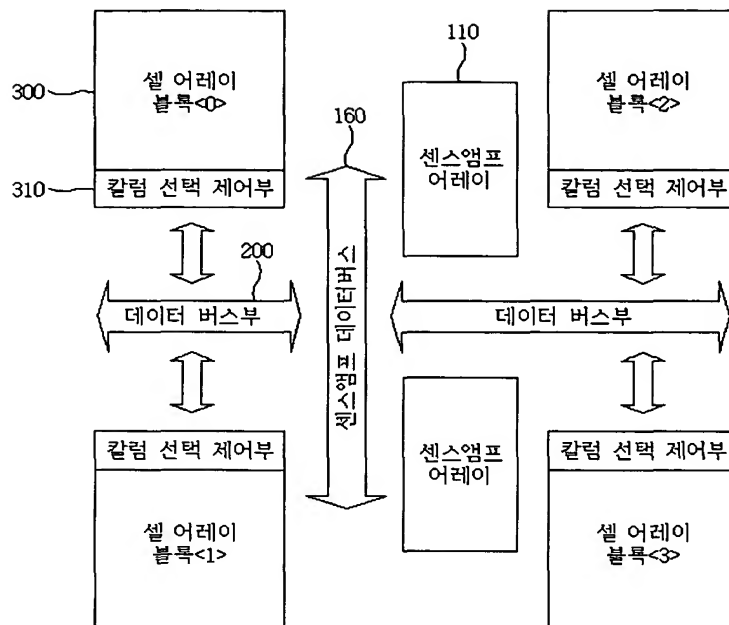 110
300
셀 어레이
블록<0>
셀 어레이
블록<2>
160
센스앰프
어레이
310
칼럼 선택 제어부
칼럼 선택 제어부
200
센스앰프 데이터버스
데이터 버스부
데이터 버스부
칼럼 선택 제어부
센스앰프
어레이
칼럼 선택 제어부
셀 어레이
블록<1>
셀 어레이
블록<3>